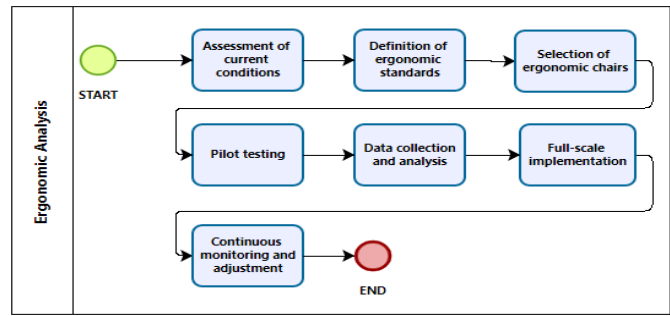 Ergonomic Analysis
START
Assessment of
current
conditions
Definition of
ergonomic
standards
Selection of
ergonomic chairs
Pilot testing
Data collection
and analysis
Full-scale
implementation
Continuous
monitoring and
adjustment
END